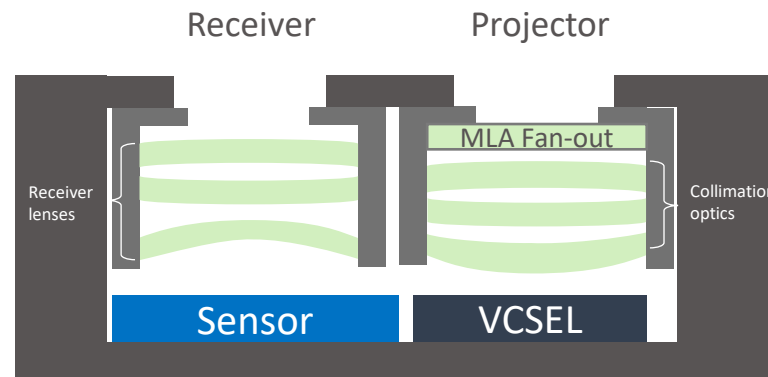 Receiver
Projector
MLA Fan-out
Receiver
lenses
Collimation
optics
Sensor
VCSEL